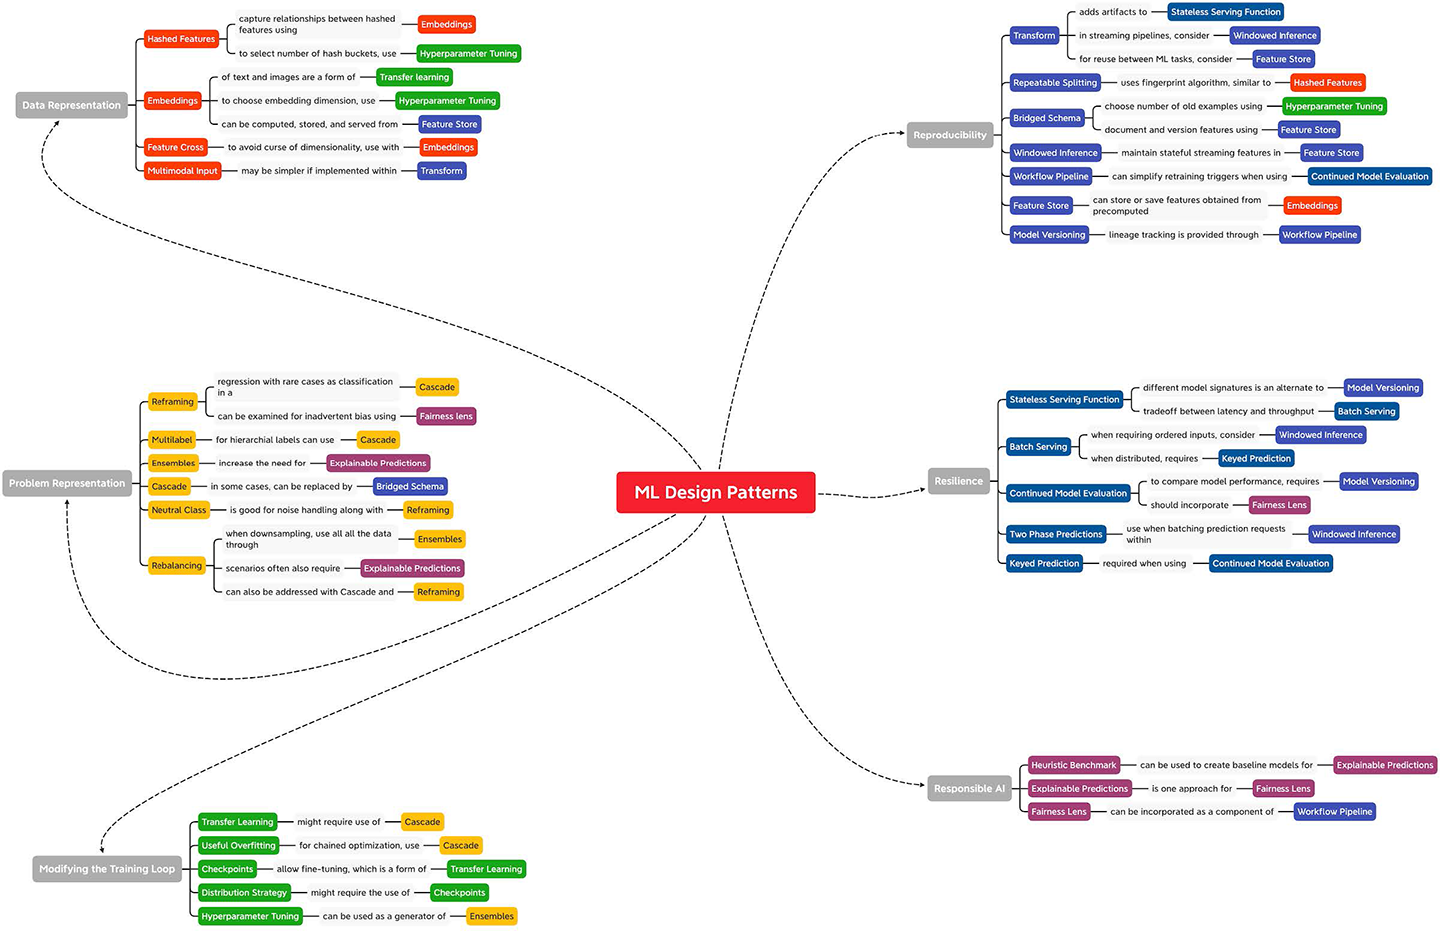 ML Design Patterns
Data Representation
Hashed Features
capture relationships between hashed
features using
Embeddings
to select number of hash buckets, use
Hyperparameter Tuning
Embeddings
of text and images are a form of
Transfer learning
to choose embedding dimension, use
Hyperparameter Tuning
can be computed, stored, and served from
Feature Store
Feature Cross
to avoid curse of dimensionality, use with
Embeddings
Multimodal Input
may be simpler if implemented within
Transform
Problem Representation
Reframing
regression with rare cases as classification
in a
Cascade
can be examined for inadvertent bias using
Fairness lens
Multilabel
for hierarchial labels can use
Cascade
Ensembles
increase the need for
Explainable Predictions
Cascade
in some cases, can be replaced by
Bridged Schema
Neutral Class
is good for noise handling along with
Reframing
Rebalancing
when downsampling, use all all the data
through
Ensembles
scenarios often also require
Explainable Predictions
can also be addressed with Cascade and
Reframing
Modifying the Training Loop
Transfer Learning
might require use of
Cascade
Useful Overfitting
for chained optimization, use
Cascade
Checkpoints
allow fine-tuning, which is a form of
Transfer Learning
Distribution Strategy
might require the use of
Checkpoints
Hyperparameter Tuning
can be used as a generator of
Ensembles
Reproducibility
Transform
adds artifacts to
Stateless Serving Function
in streaming pipelines, consider
Windowed Inference
for reuse between ML tasks, consider
Feature Store
Repeatable Splitting
uses fingerprint algorithm, similar to
Hashed Features
Bridged Schema
choose number of old examples using
Hyperparameter Tuning
document and version features using
Feature Store
Windowed Inference
maintain stateful streaming features in
Feature Store
Workflow Pipeline
can simplify retraining triggers when using
Continued Model Evaluation
Feature Store
can store or save features obtained from
precomputed
Embeddings
Model Versioning
lineage tracking is provided through
Workflow Pipeline
Resilience
Stateless Serving Function
different model signatures is an alternate to
Model Versioning
tradeoff between latency and throughput
Batch Serving
Batch Serving
when requiring ordered inputs, consider
Windowed Inference
when distributed, requires
Keyed Prediction
Continued Model Evaluation
to compare model performance, requires
Model Versioning
should incorporate
Fairness Lens
Two Phase Predictions
use when batching prediction requests
within
Windowed Inference
Keyed Prediction
required when using
Continued Model Evaluation
Responsible AI
Heuristic Benchmark
can be used to create baseline models for
Explainable Predictions
Explainable Predictions
is one approach for
Fairness Lens
Fairness Lens
can be incorporated as a component of
Workflow Pipeline